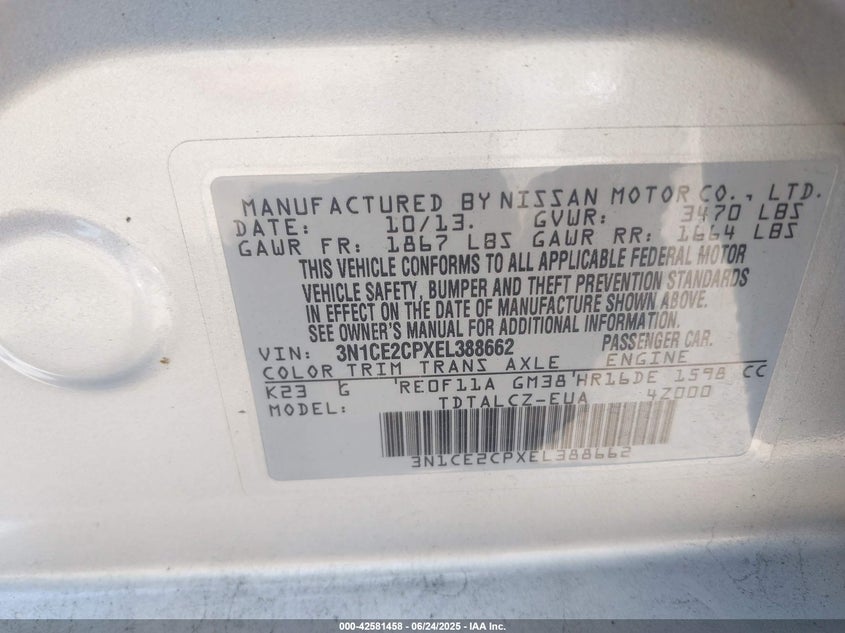 MANUFACTURED BY NISSAN MOTOR CO., LTD.
DATE: 10/13. GVWR: 3470 LBS
GAWR FR: 1867 LBS GAWR RR: 1664 LBS
THIS VEHICLE CONFORMS TO ALL APPLICABLE FEDERAL MOTOR
VEHICLE SAFETY, BUMPER AND THEFT PREVENTION STANDARDS
IN EFFECT ON THE DATE OF MANUFACTURE SHOWN ABOVE.
SEE OWNER'S MANUAL FOR ADDITIONAL INFORMATION.
VIN: 3N1CE2CPXEL388662 PASSENGER CAR.
COLOR TRIM TRANS AXLE ENGINE
K23 G RE0F11A GM38 HR16DE 1598 CC
MODEL: TDTALCZ-EUA 4Z000
3N1CE2CPXEL388662
000-42581458 - 06/24/2025 - IAA Inc.